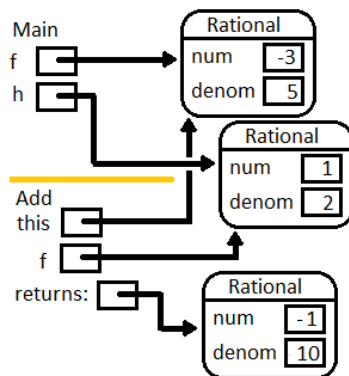 Main
Rational
f
num -3
h
denom 5
Rational
num 1
Add
this
denom 2
f
returns:
Rational
num -1
denom 10